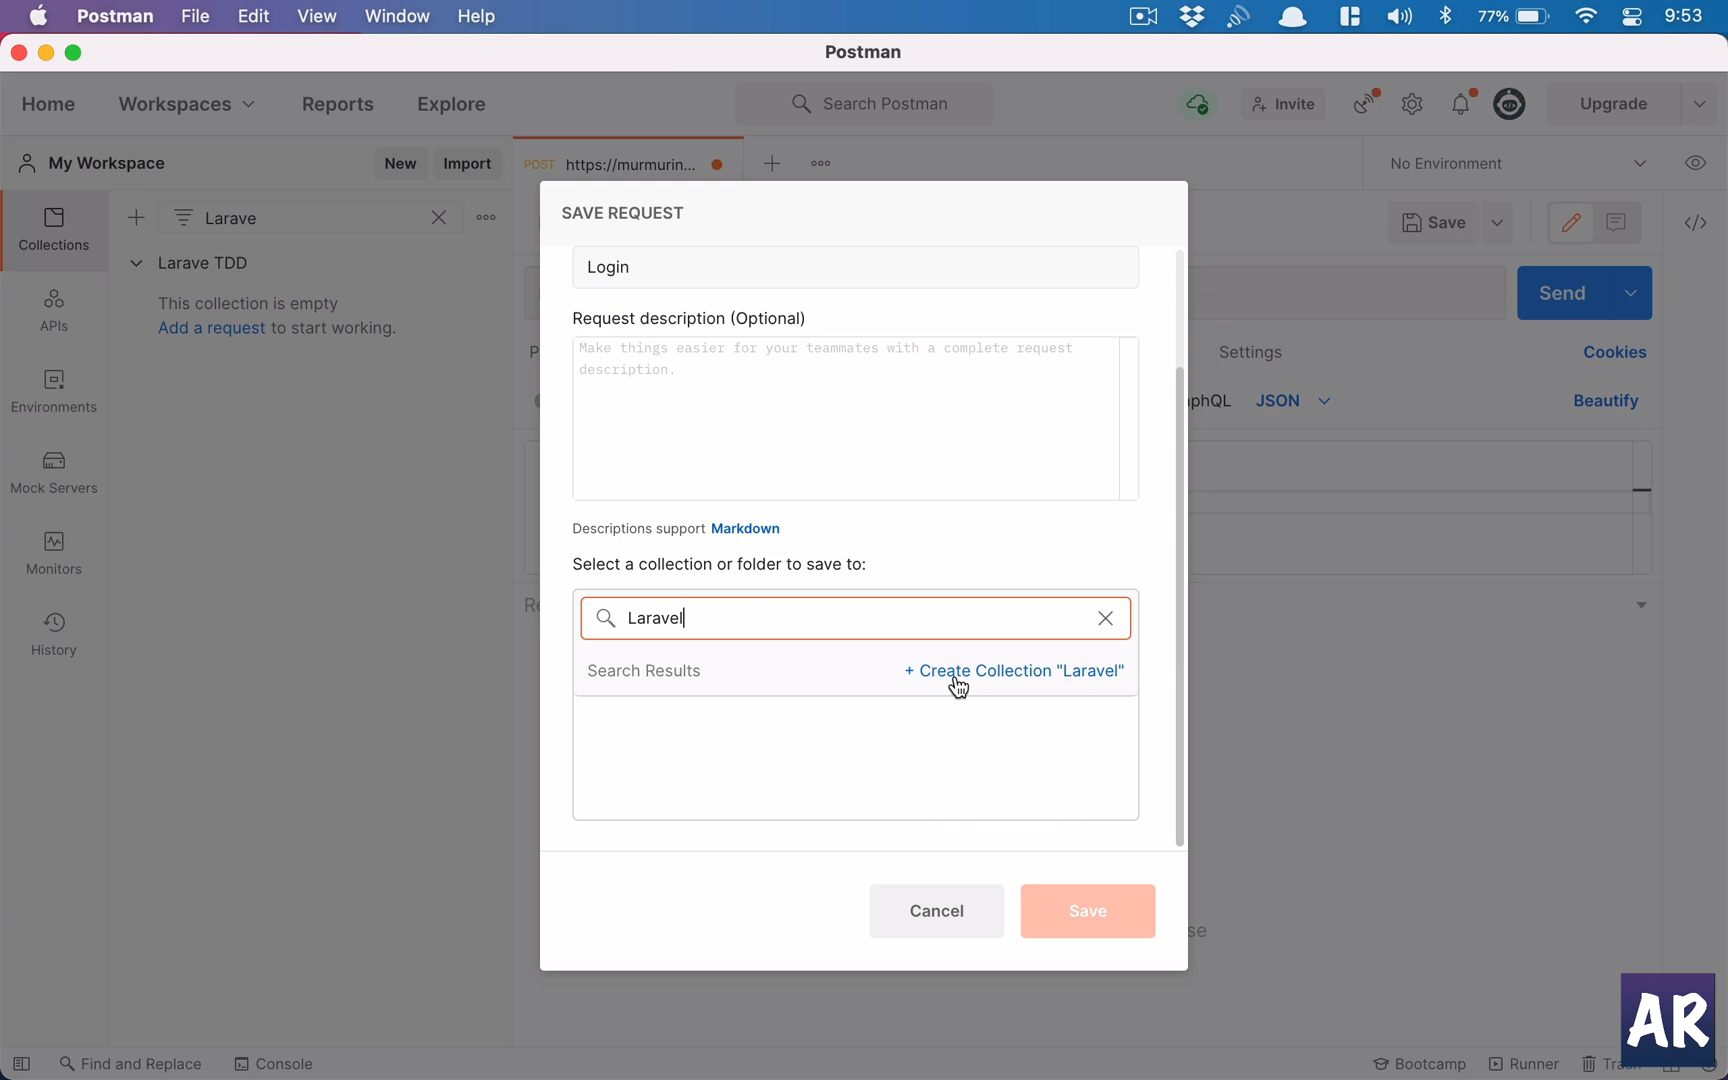 Postman File Edit View Window Help 77% 9:53
Postman
Home Workspaces Reports Explore Search Postman Invite Upgrade
My Workspace New Import POST https://murmurin... No Environment
SAVE REQUEST
Collections Larave Save
Larave TDD
Login
This collection is empty
Add a request to start working.
Send
Request description (Optional)
Make things easier for your teammates with a complete request
description.
Settings Cookies
APIs
phQL JSON Beautify
Environments
Mock Servers
Descriptions support Markdown
Select a collection or folder to save to:
Monitors
Laravel
History
Search Results + Create Collection "Laravel"
Cancel Save
se
AR
Find and Replace Console Bootcamp Runner